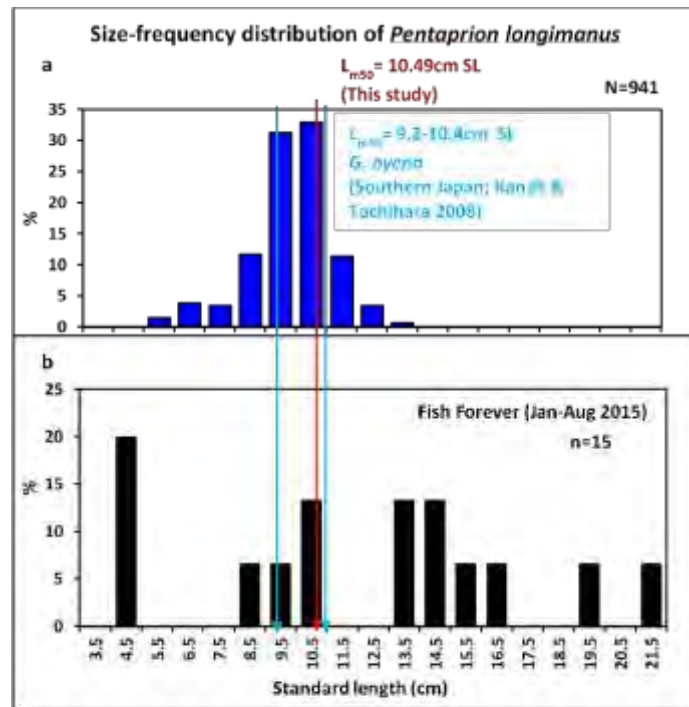 Size-frequency distribution of Pentaprion longimanus
a
Lm50= 10.49cm SL
(This study)
N=941
Lm50= 9.2-10.4cm SL
G. oyena
(Southern Japan; Kanak &
Tachihara 2008)
35
30
25
20
15
10
5
0
%
b
Fish Forever (Jan-Aug 2015)
n=15
25
20
15
10
5
0
%
3.5 4.5 5.5 6.5 7.5 8.5 9.5 10.5 11.5 12.5 13.5 14.5 15.5 16.5 17.5 18.5 19.5 20.5 21.5
Standard length (cm)